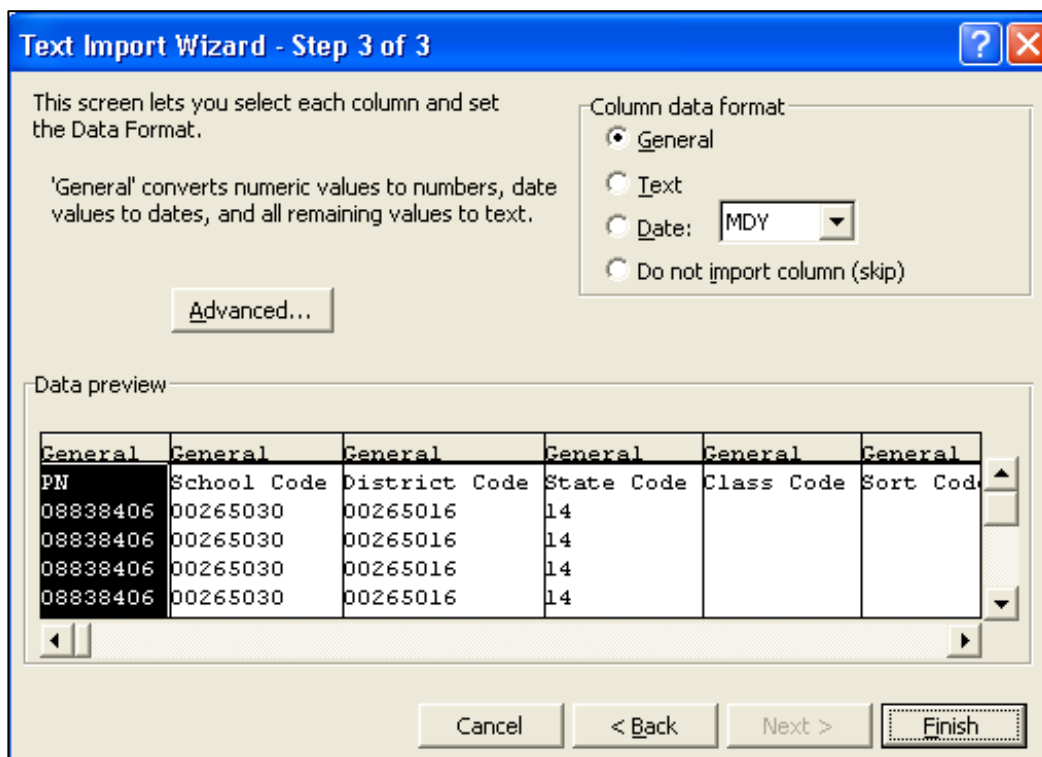 Text Import Wizard - Step 3 of 3
This screen lets you select each column and set
the Data Format.
'General' converts numeric values to numbers, date
values to dates, and all remaining values to text.
Advanced...
Column data format
General
Text
Date: MDY
Do not import column (skip)
Data preview
General General General General General General
PN School Code District Code State Code Class Code Sort Code
08838406 00265030 00265016 14
08838406 00265030 00265016 14
08838406 00265030 00265016 14
08838406 00265030 00265016 14
Cancel < Back Next > Finish